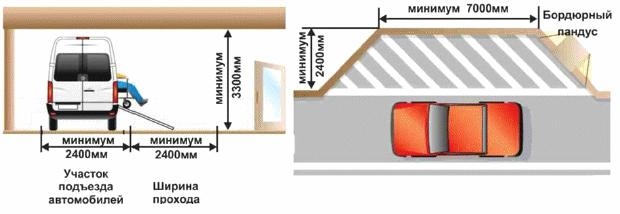 минимум
3300мм
минимум
2400мм
минимум
2400мм
Участок
подъезда
автомобилей
Ширина
прохода
минимум 7000мм
Бордюрный
пандус
минимум
2400мм